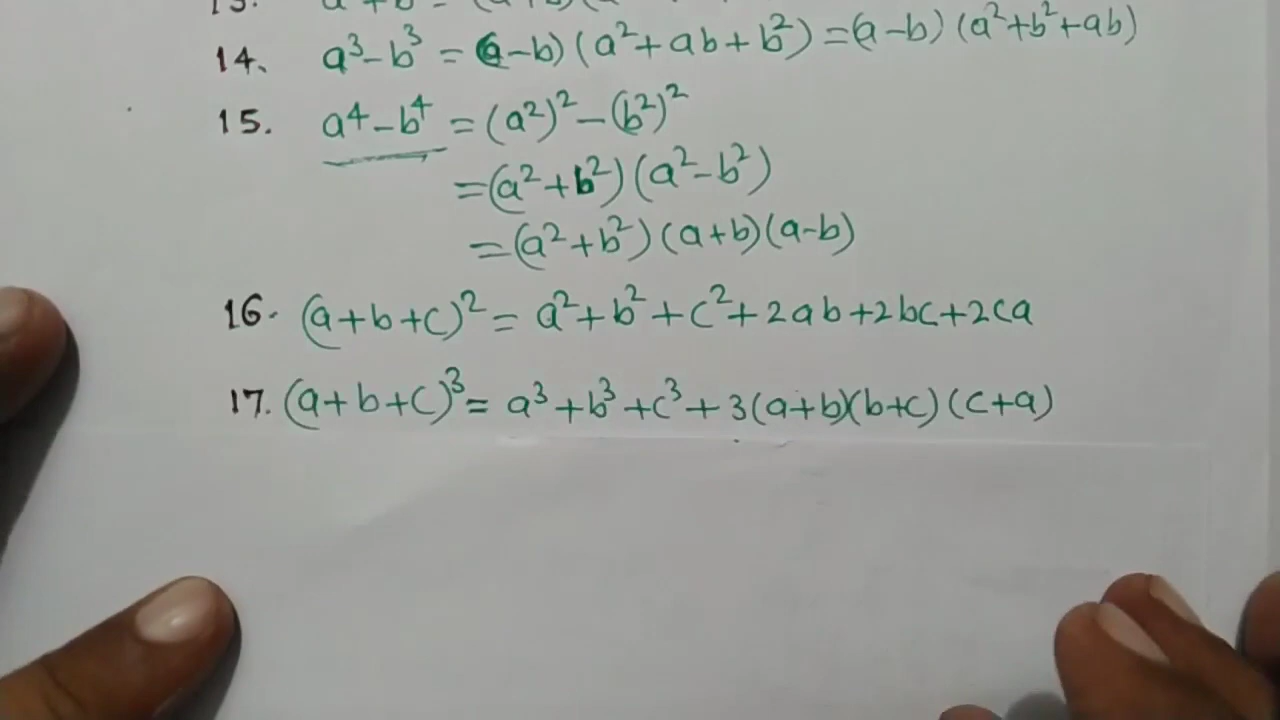 14. a³-b³ = (a-b)(a²+ab+b²)=(a-b)(a²+b²+ab)
15. a⁴-b⁴ = (a²)²-(b²)²
=(a²+b²)(a²-b²)
=(a²+b²)(a+b)(a-b)
16. (a+b+c)² = a²+b²+c²+2ab+2bc+2ca
17. (a+b+c)³ = a³+b³+c³+3(a+b)(b+c)(c+a)